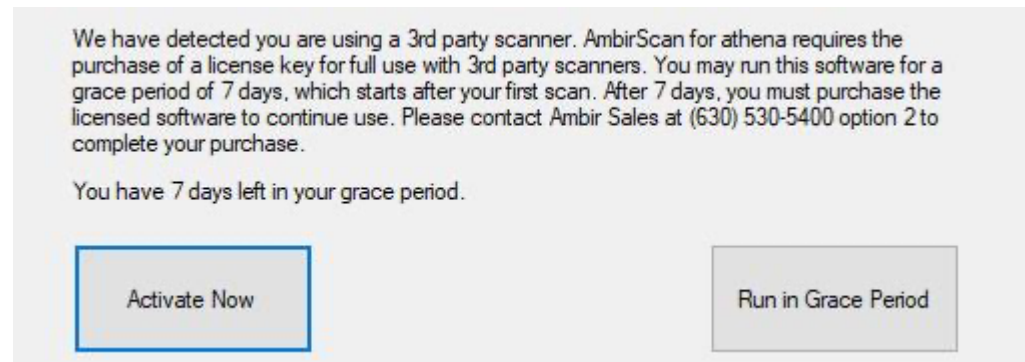 We have detected you are using a 3rd party scanner. AmbirScan for athena requires the
purchase of a license key for full use with 3rd party scanners. You may run this software for a
grace period of 7 days, which starts after your first scan. After 7 days, you must purchase the
licensed software to continue use. Please contact Ambir Sales at (630) 530-5400 option 2 to
complete your purchase.
You have 7 days left in your grace period.
Activate Now
Run in Grace Period